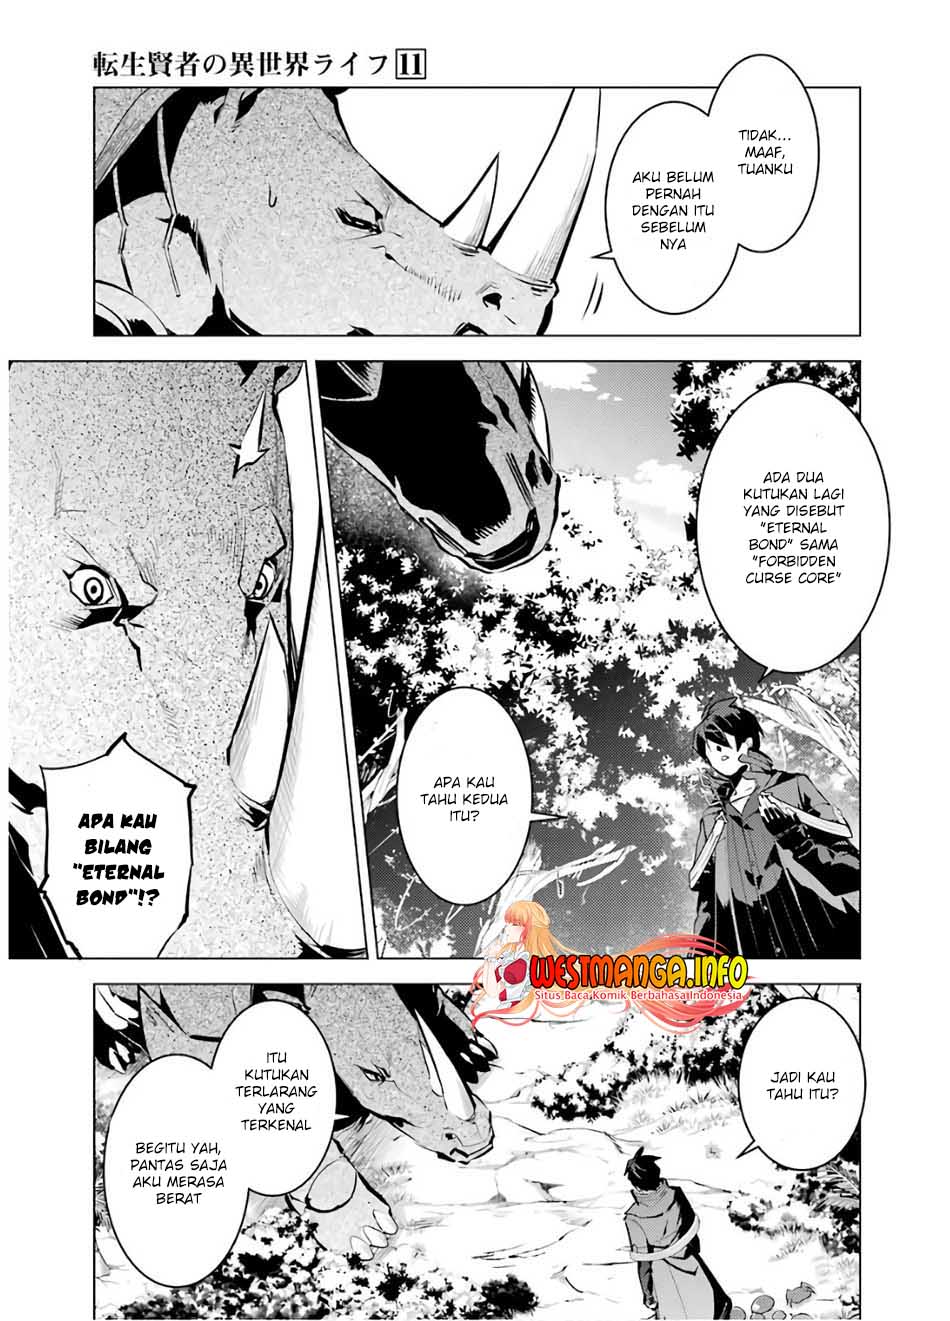 転生賢者の異世界ライフ 11
TIDAK...
MAAF,
TUANKU
AKU BELUM
PERNAH
DENGAN ITU
SEBELUM
NYA
ADA DUA
KUTUKAN LAGI
YANG DISEBUT
"ETERNAL
BOND" SAMA
"FORBIDDEN
CURSE CORE"
APA KAU
TAHU KEDUA
ITU?
APA KAU
BILANG
"ETERNAL
BOND"!?
WESTMANGA.INFO
Situs Baca Komik Berbahasa Indonesia
JADI KAU
TAHU ITU?
ITU
KUTUKAN
TERLARANG
YANG
TERKENAL
BEGITU YAH,
PANTAS SAJA
AKU MERASA
BERAT